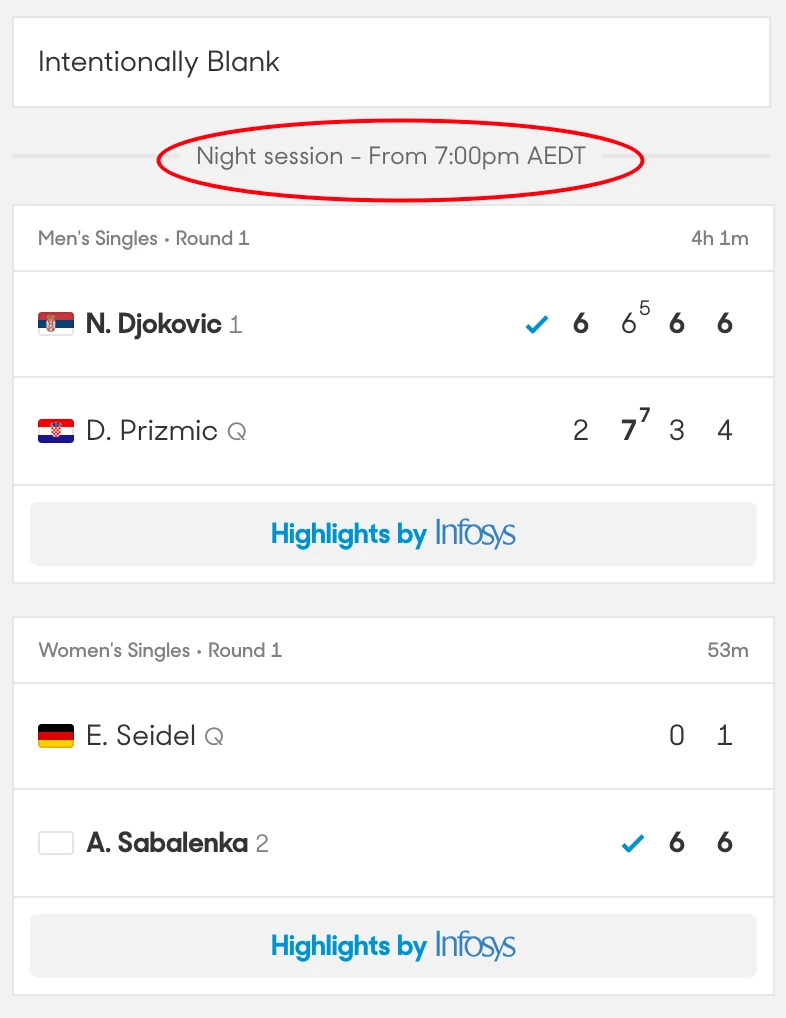 Intentionally Blank
Night session - From 7:00pm AEDT
Men's Singles • Round 1 4h 1m
N. Djokovic 1 6 6 5 6 6
D. Prizmic Q 2 7 7 3 4
Highlights by Infosys
Women's Singles • Round 1 53m
E. Seidel Q 0 1
A. Sabalenka 2 6 6
Highlights by Infosys